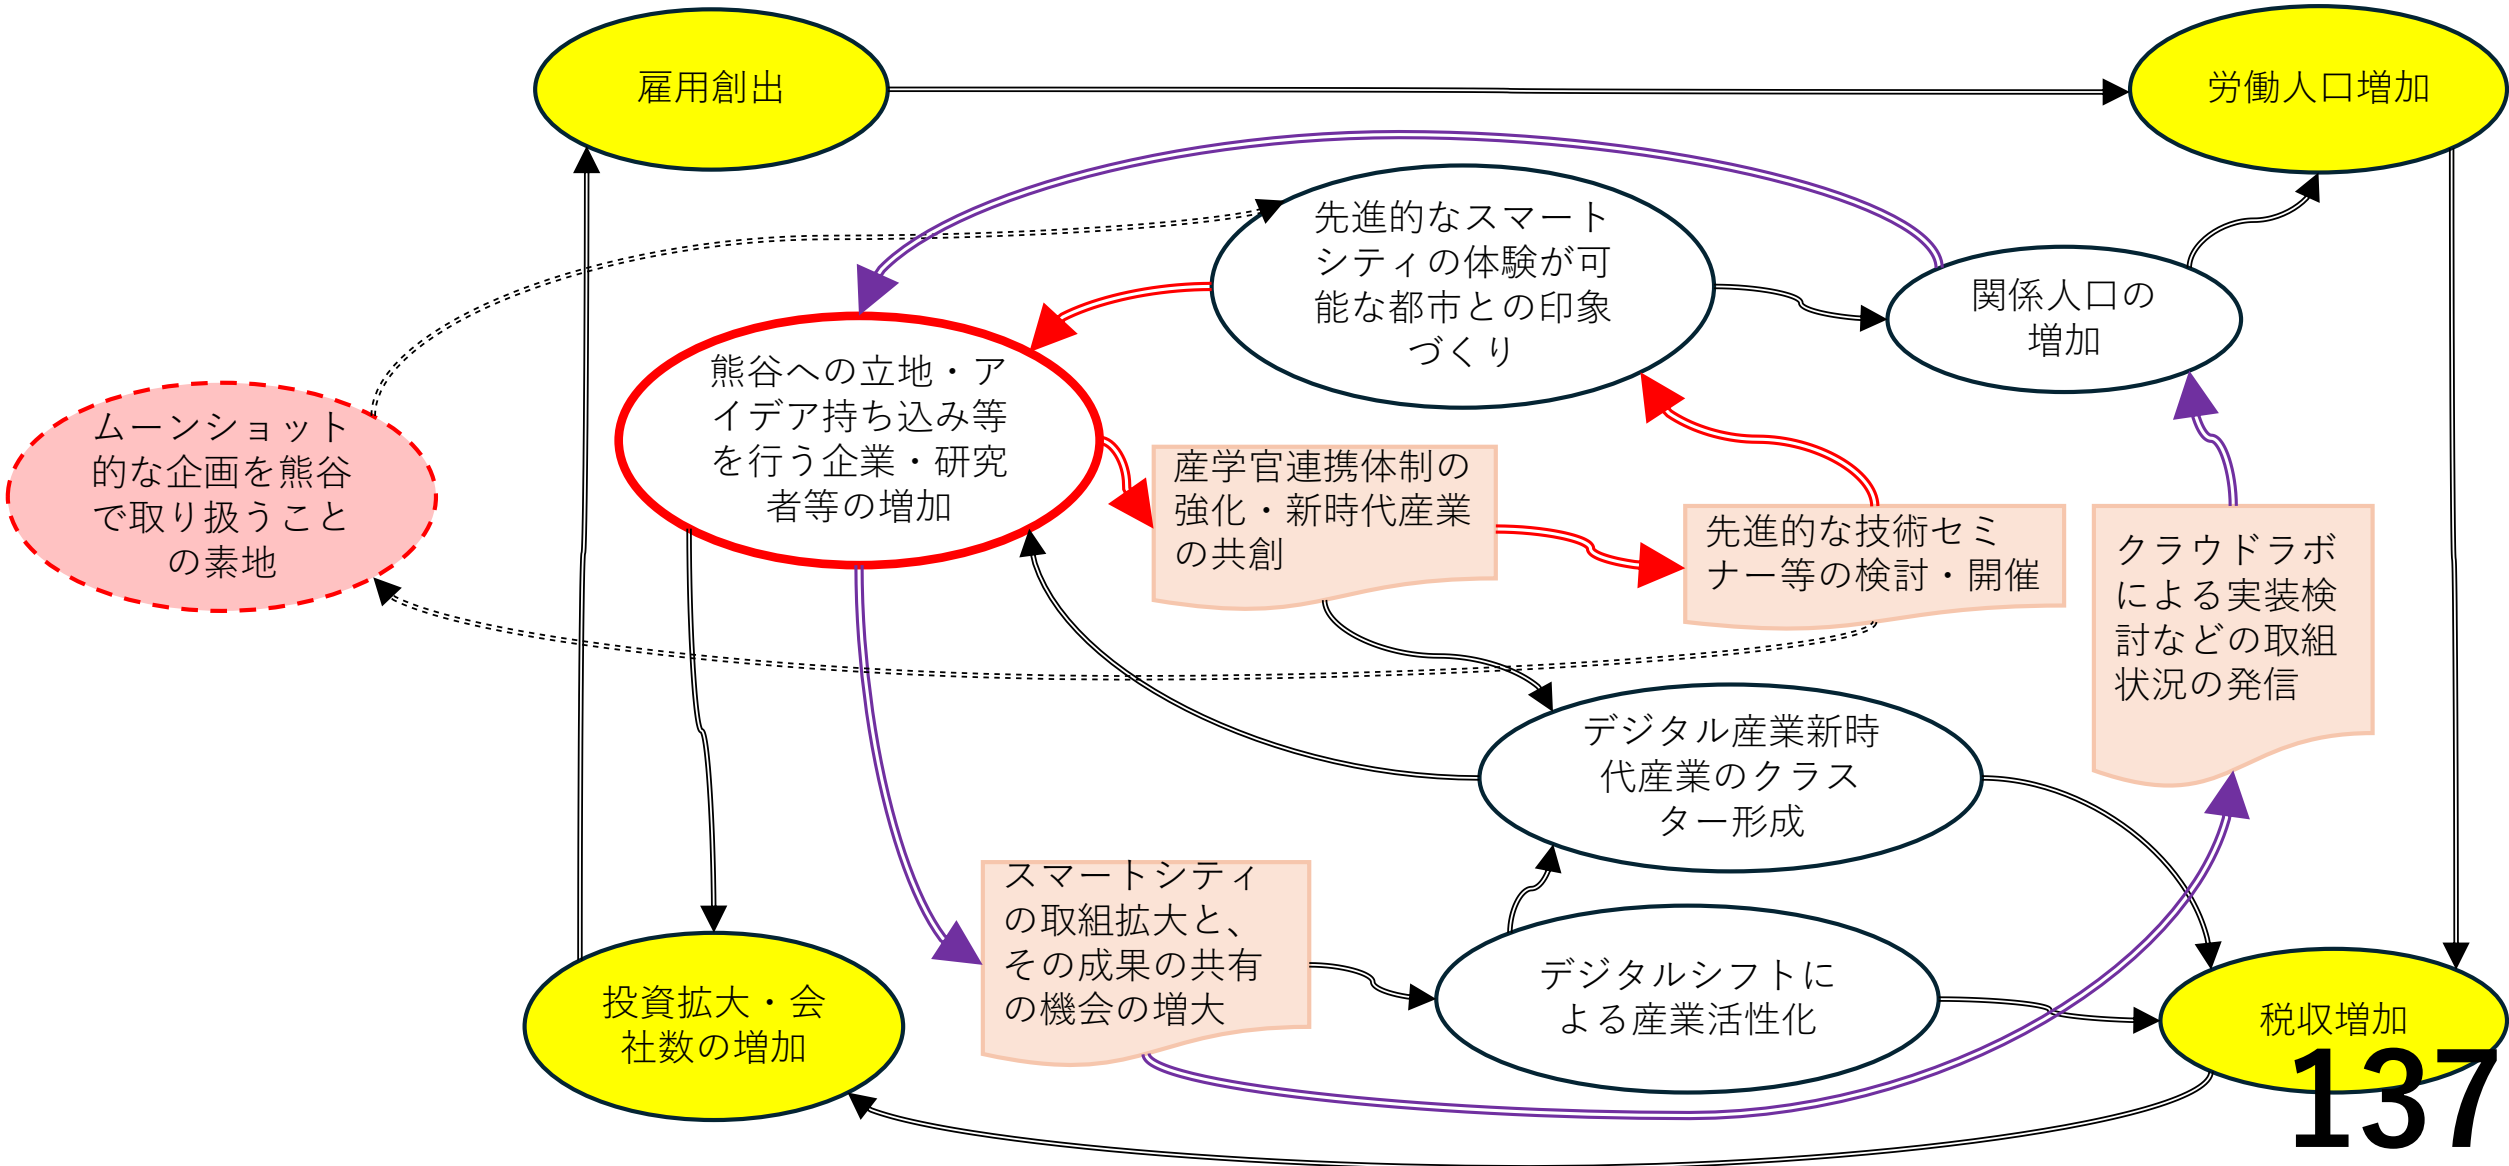 雇用創出
労働人口増加
先進的なスマート
シティの体験が可
能な都市との印象
づくり
関係人口の
増加
熊谷への立地・ア
イデア持ち込み等
を行う企業・研究
者等の増加
ムーンショット
的な企画を熊谷
で取り扱うこと
の素地
産学官連携体制の
強化・新時代産業
の共創
先進的な技術セミ
ナー等の検討・開催
クラウドラボ
による実装検
討などの取組
状況の発信
デジタル産業新時
代産業のクラス
ター形成
スマートシティ
の取組拡大と、
その成果の共有
の機会の増大
デジタルシフトに
よる産業活性化
投資拡大・会
社数の増加
税収増加
137